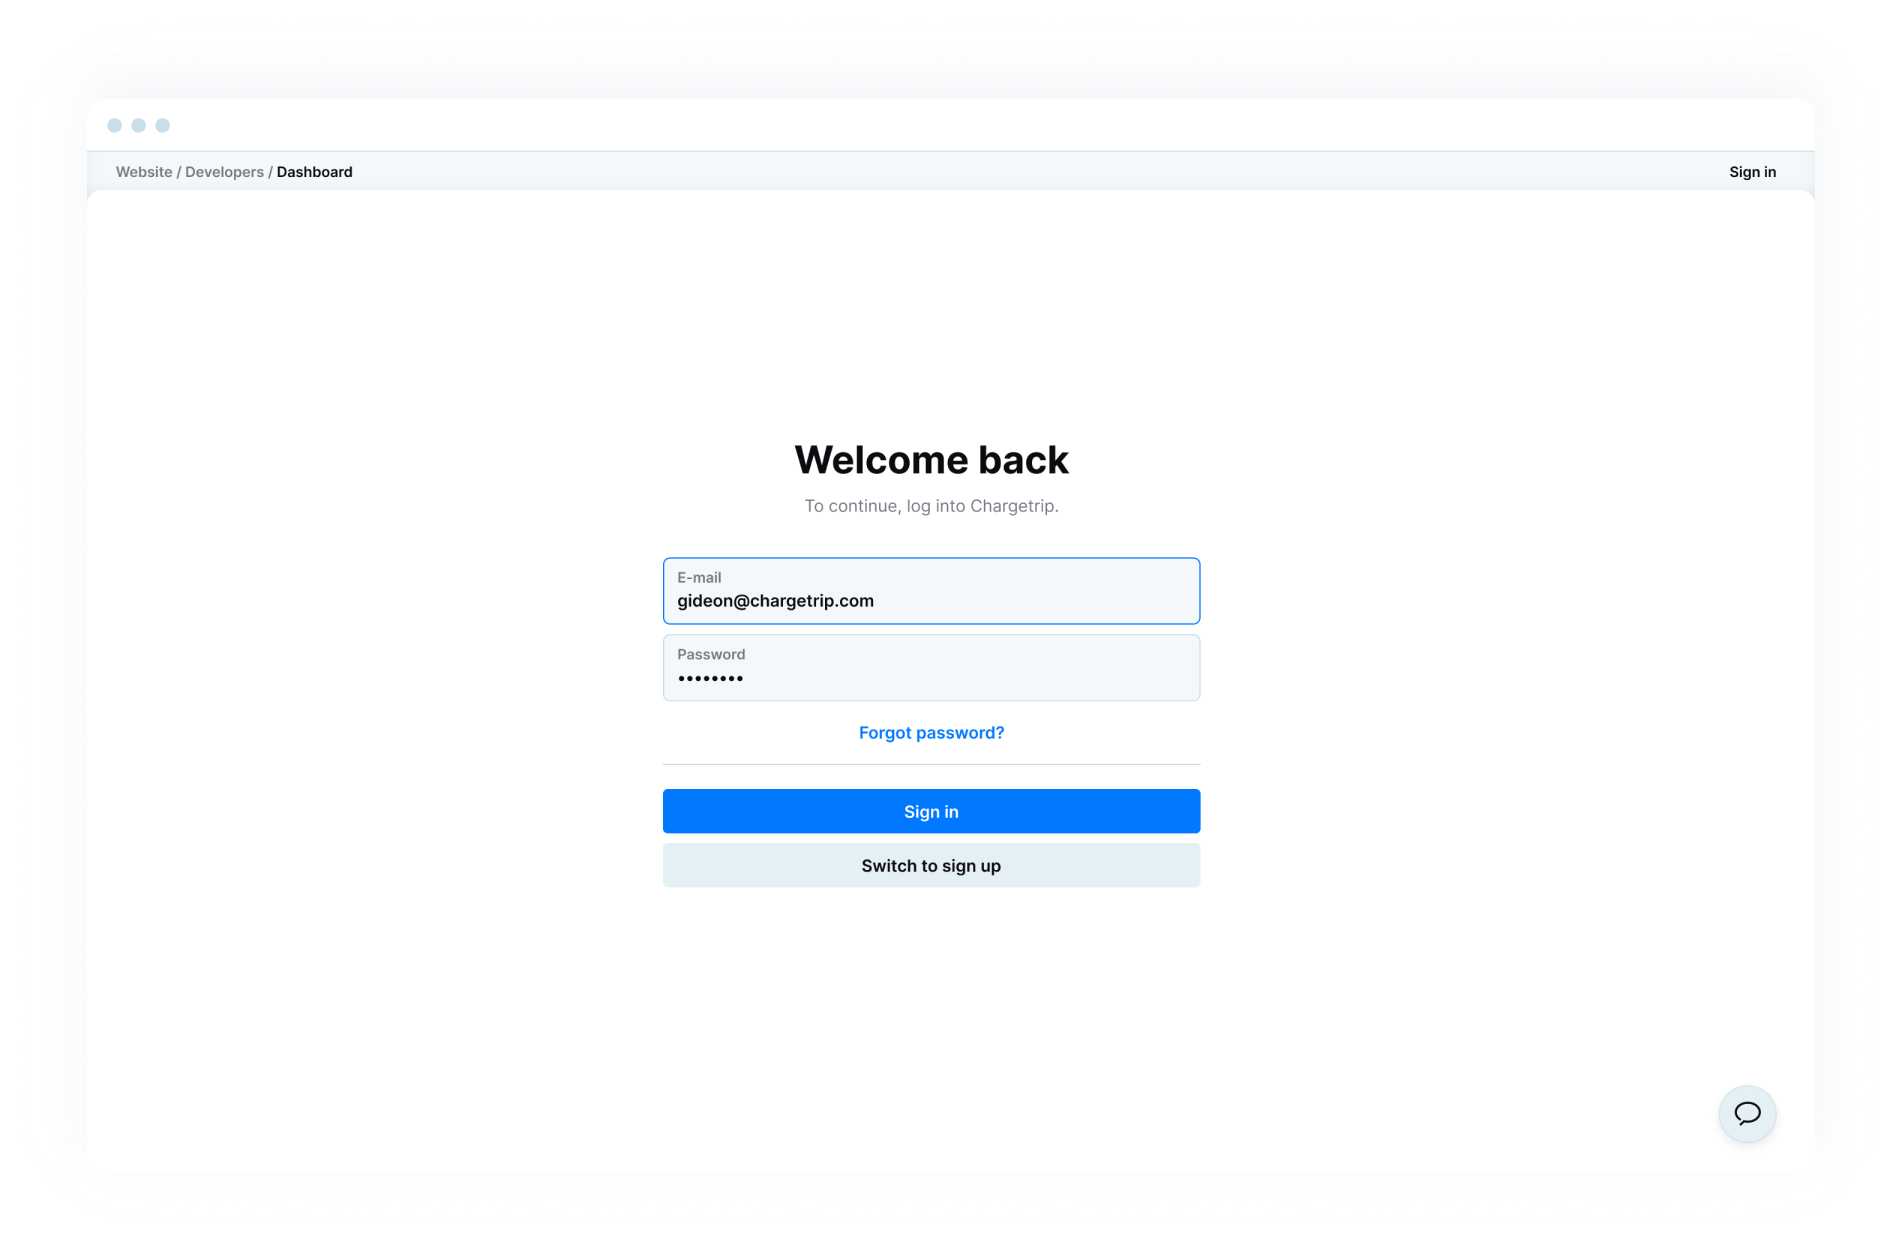 Website / Developers / Dashboard
Sign in
Welcome back
To continue, log into Chargetrip.
E-mail
gideon@chargetrip.com
Password
••••••••
Forgot password?
Sign in
Switch to sign up